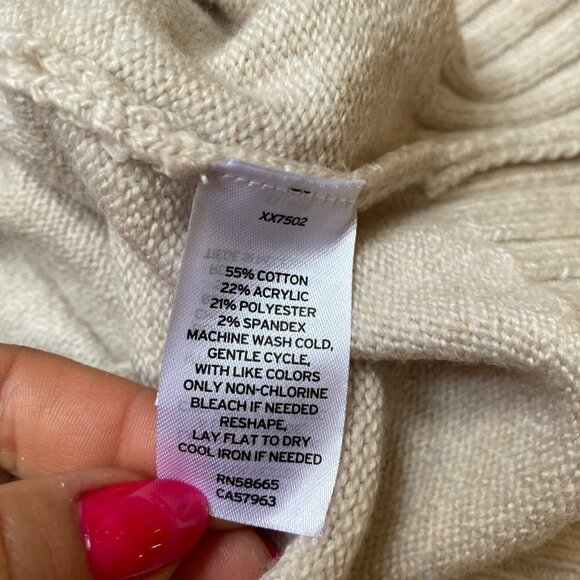 XX7502
55% COTTON
22% ACRYLIC
21% POLYESTER
2% SPANDEX
MACHINE WASH COLD,
GENTLE CYCLE,
WITH LIKE COLORS
ONLY NON-CHLORINE
BLEACH IF NEEDED
RESHAPE,
LAY FLAT TO DRY
COOL IRON IF NEEDED
RN58665
CA57963